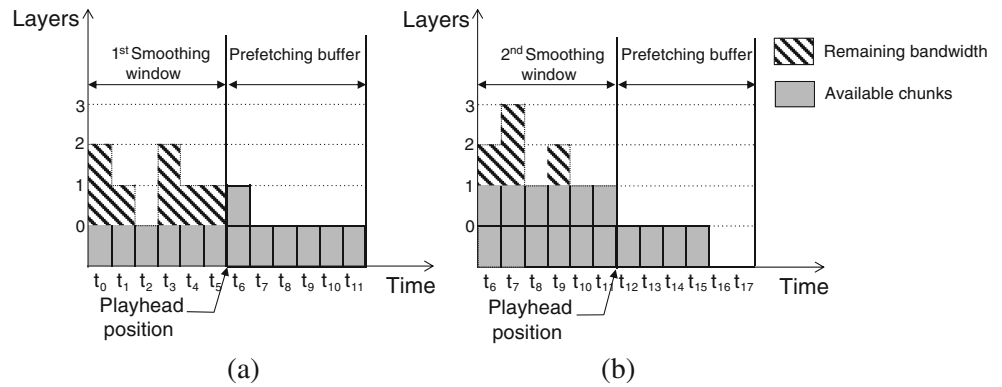 Layers
1st Smoothing window
Prefetching buffer
3
2
1
0
t0 t1 t2 t3 t4 t5 t6 t7 t8 t9 t10 t11
Time
Playhead position
(a)
Layers
2nd Smoothing window
Prefetching buffer
3
2
1
0
t6 t7 t8 t9 t10 t11 t12 t13 t14 t15 t16 t17
Time
Playhead position
(b)
Remaining bandwidth
Available chunks